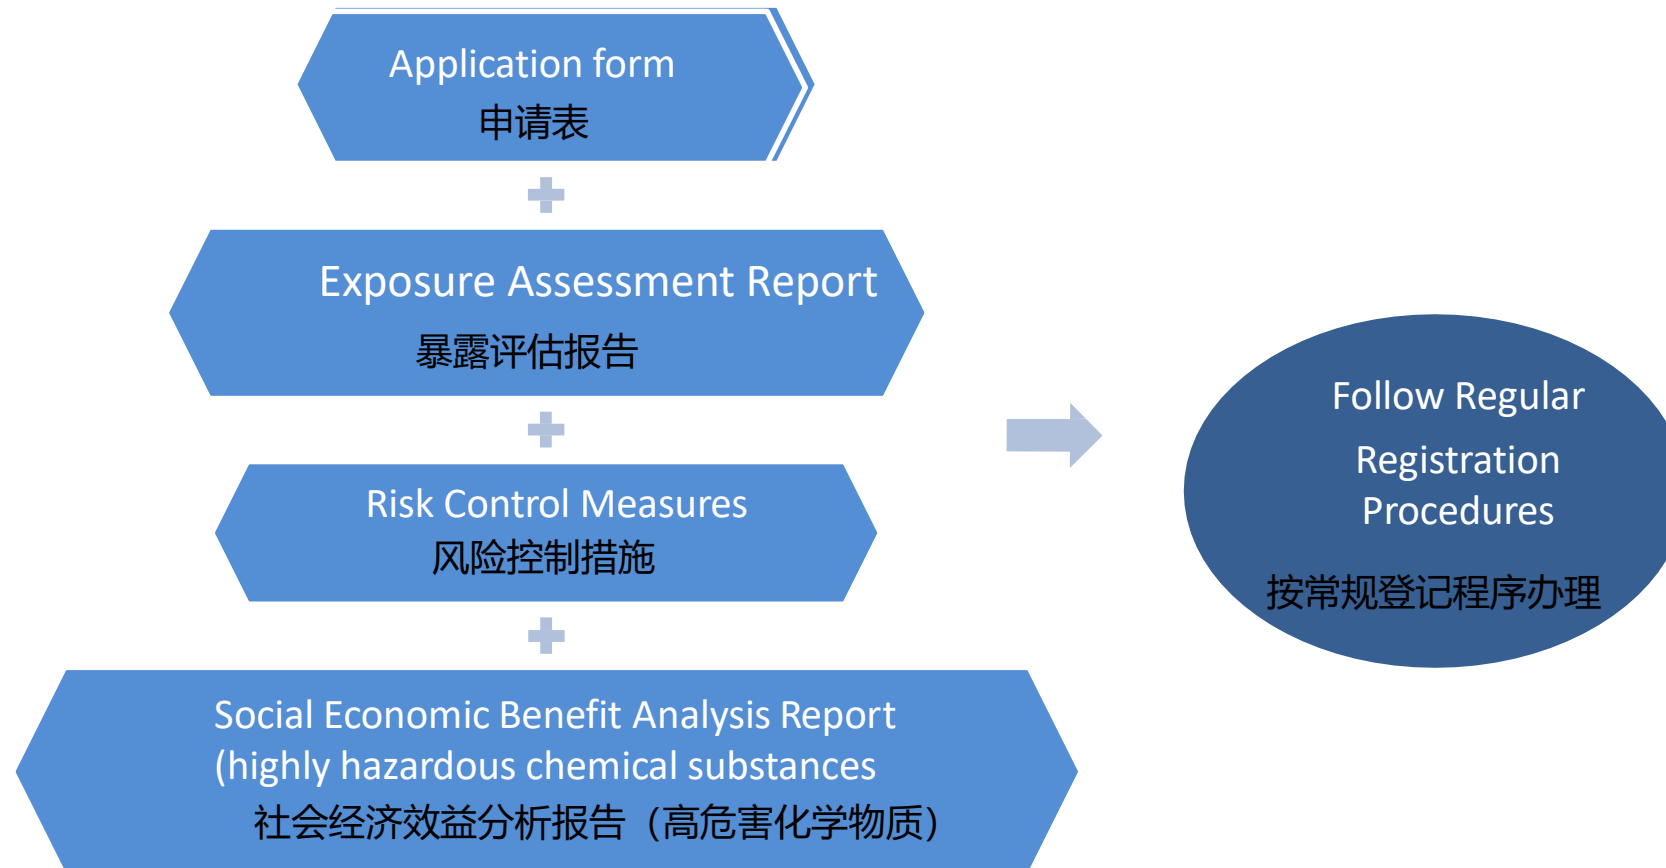 Application form
申请表
Exposure Assessment Report
暴露评估报告
Risk Control Measures
风险控制措施
Social Economic Benefit Analysis Report
(highly hazardous chemical substances
社会经济效益分析报告（高危害化学物质）
Follow Regular
Registration
Procedures
按常规登记程序办理